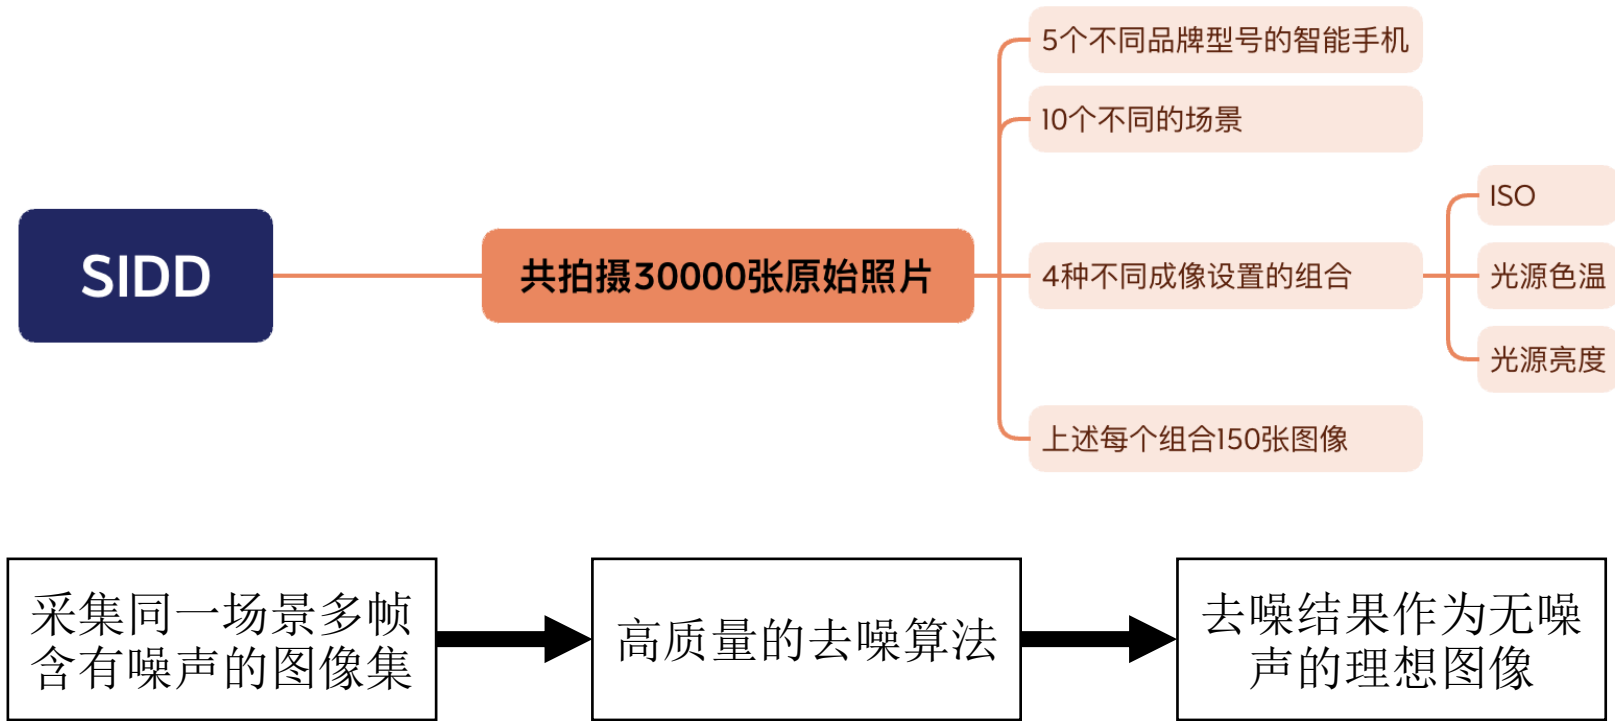 5个不同品牌型号的智能手机
10个不同的场景
ISO
SIDD
共拍摄30000张原始照片
4种不同成像设置的组合
光源色温
光源亮度
上述每个组合150张图像
采集同一场景多帧
含有噪声的图像集
高质量的去噪算法
去噪结果作为无噪
声的理想图像